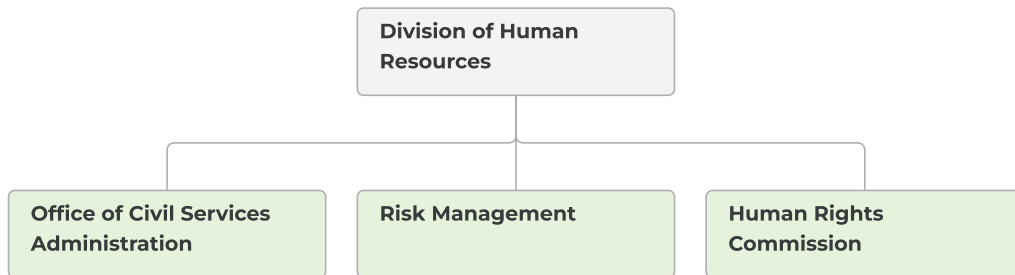 Division of Human
Resources
Office of Civil Services
Administration
Risk Management
Human Rights
Commission